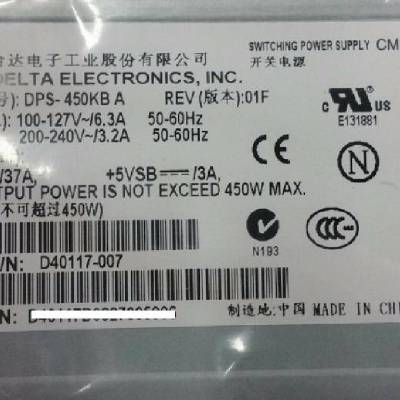 达电子工业股份有限公司
DELTA ELECTRONICS, INC.
SWITCHING POWER SUPPLY CM
开关电源
号): DPS- 450KB A REV (版本):01F
.): 100-127V~/6.3A 50-60Hz
200-240V~/3.2A 50-60Hz
E131881
CE
N
/37A, +5VSB⎓/3A,
TPUT POWER IS NOT EXCEED 450W MAX.
不可超过450W)
N193
CCC
/N: D40117-007
制造地:中国 MADE IN CHI
N: